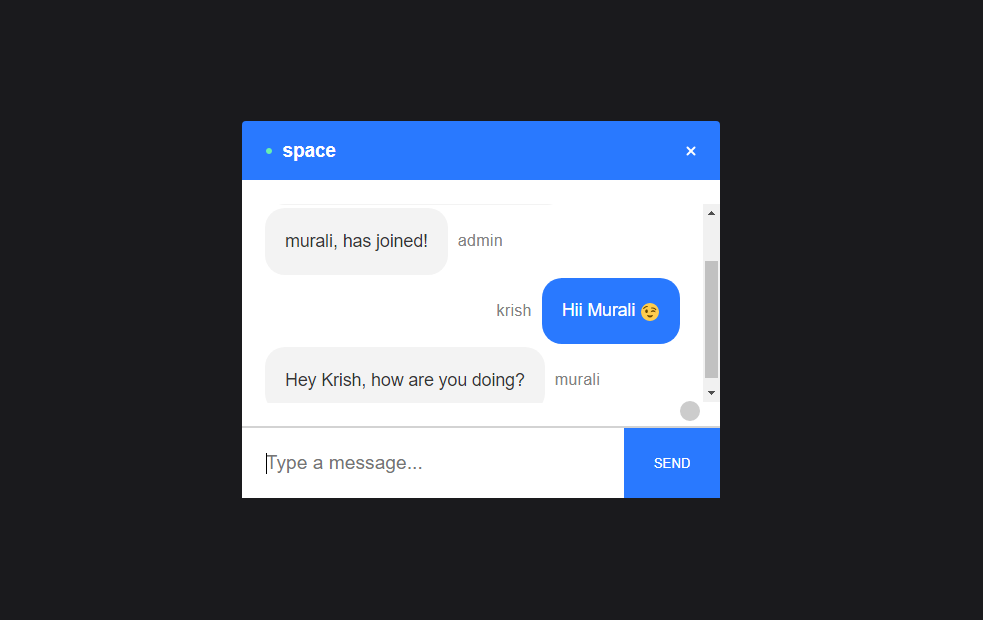 space
murali, has joined! admin
krish Hii Murali 😉
Hey Krish, how are you doing? murali
Type a message... SEND